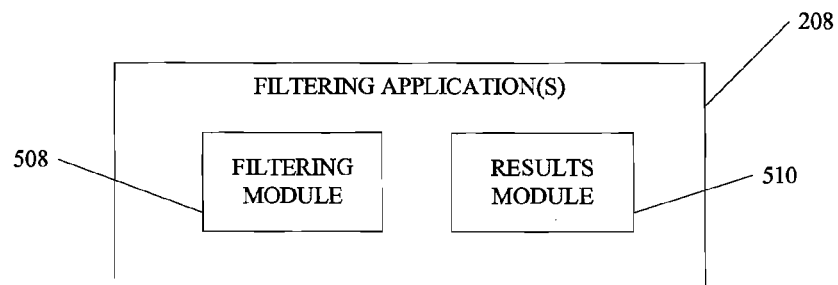 208
FILTERING APPLICATION(S)
508
FILTERING
MODULE
RESULTS
MODULE
510